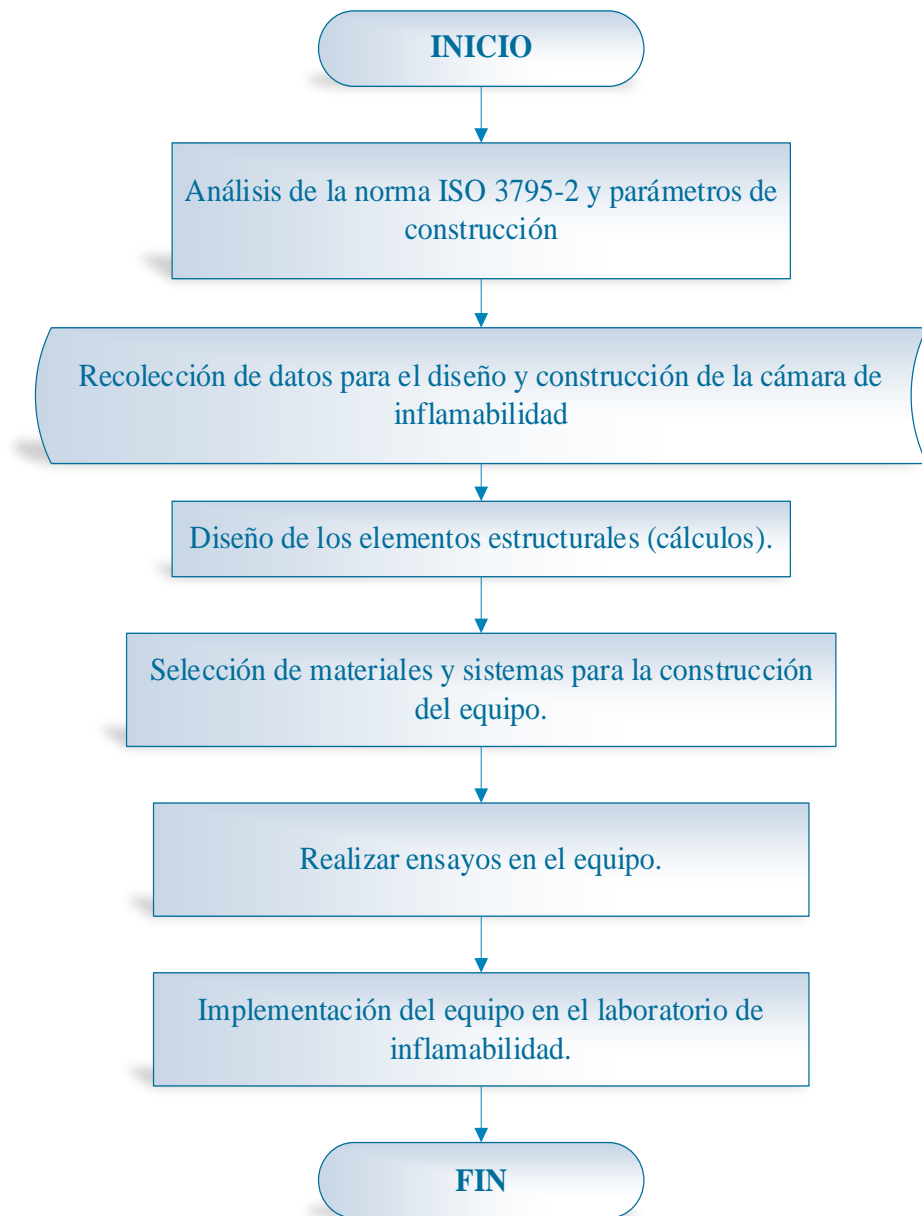 INICIO
Análisis de la norma ISO 3795-2 y parámetros de
construcción
Recolección de datos para el diseño y construcción de la cámara de
inflamabilidad
Diseño de los elementos estructurales (cálculos).
Selección de materiales y sistemas para la construcción
del equipo.
Realizar ensayos en el equipo.
Implementación del equipo en el laboratorio de
inflamabilidad.
FIN